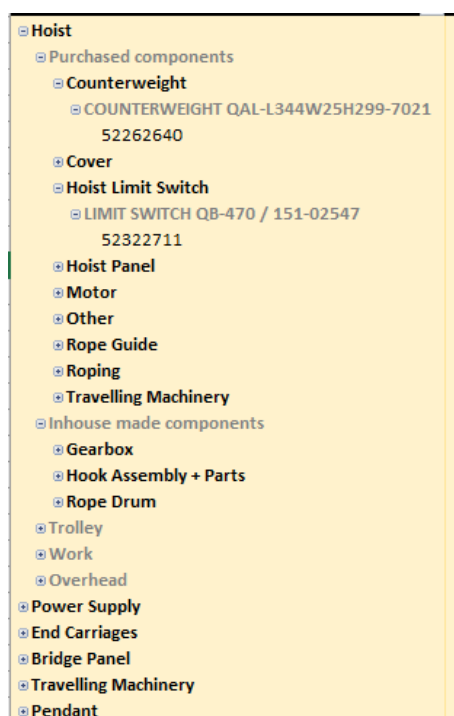 Hoist
Purchased components
Counterweight
COUNTERWEIGHT QAL-L344W25H299-7021
52262640
Cover
Hoist Limit Switch
LIMIT SWITCH QB-470 / 151-02547
52322711
Hoist Panel
Motor
Other
Rope Guide
Roping
Travelling Machinery
Inhouse made components
Gearbox
Hook Assembly + Parts
Rope Drum
Trolley
Work
Overhead
Power Supply
End Carriages
Bridge Panel
Travelling Machinery
Pendant